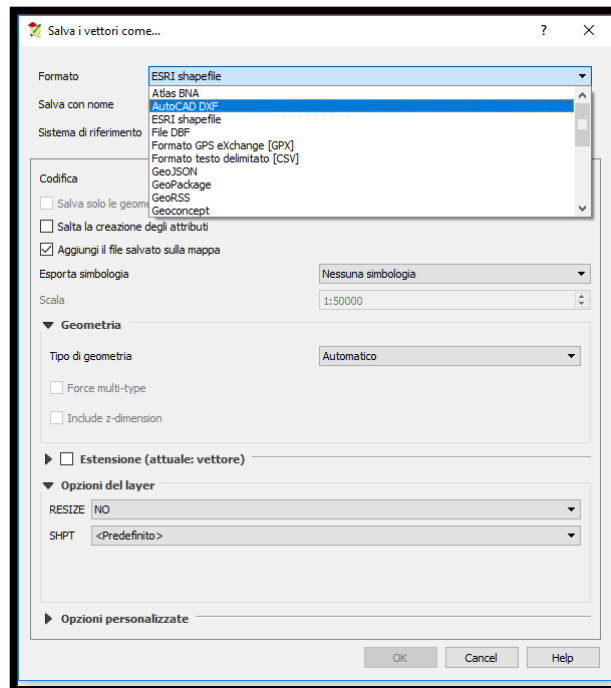 Salva i vettori come...
? ×
Formato
ESRI shapefile
Atlas BNA
Salva con nome
AutoCAD DXF
ESRI shapefile
Sistema di riferimento
File DBF
Formato GPS eXchange [GPX]
Formato testo delimitato [CSV]
GeoJSON
Codifica
GeoPackage
Salva solo le geome
GeoRSS
Geoconcept
Salta la creazione degli attributi
Aggiungi il file salvato sulla mappa
Esporta simbologia
Nessuna simbologia
Scala
1:50000
Geometria
Tipo di geometria
Automatico
Force multi-type
Include z-dimension
Estensione (attuale: vettore)
Opzioni del layer
RESIZE NO
SHPT <Predefinito>
Opzioni personalizzate
OK Cancel Help